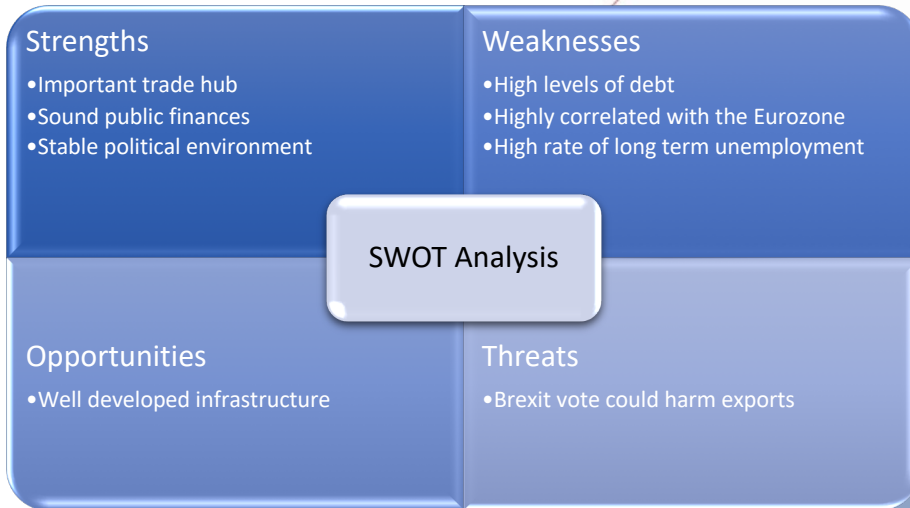 Strengths
•Important trade hub
•Sound public finances
•Stable political environment
Weaknesses
•High levels of debt
•Highly correlated with the Eurozone
•High rate of long term unemployment
SWOT Analysis
Opportunities
•Well developed infrastructure
Threats
•Brexit vote could harm exports